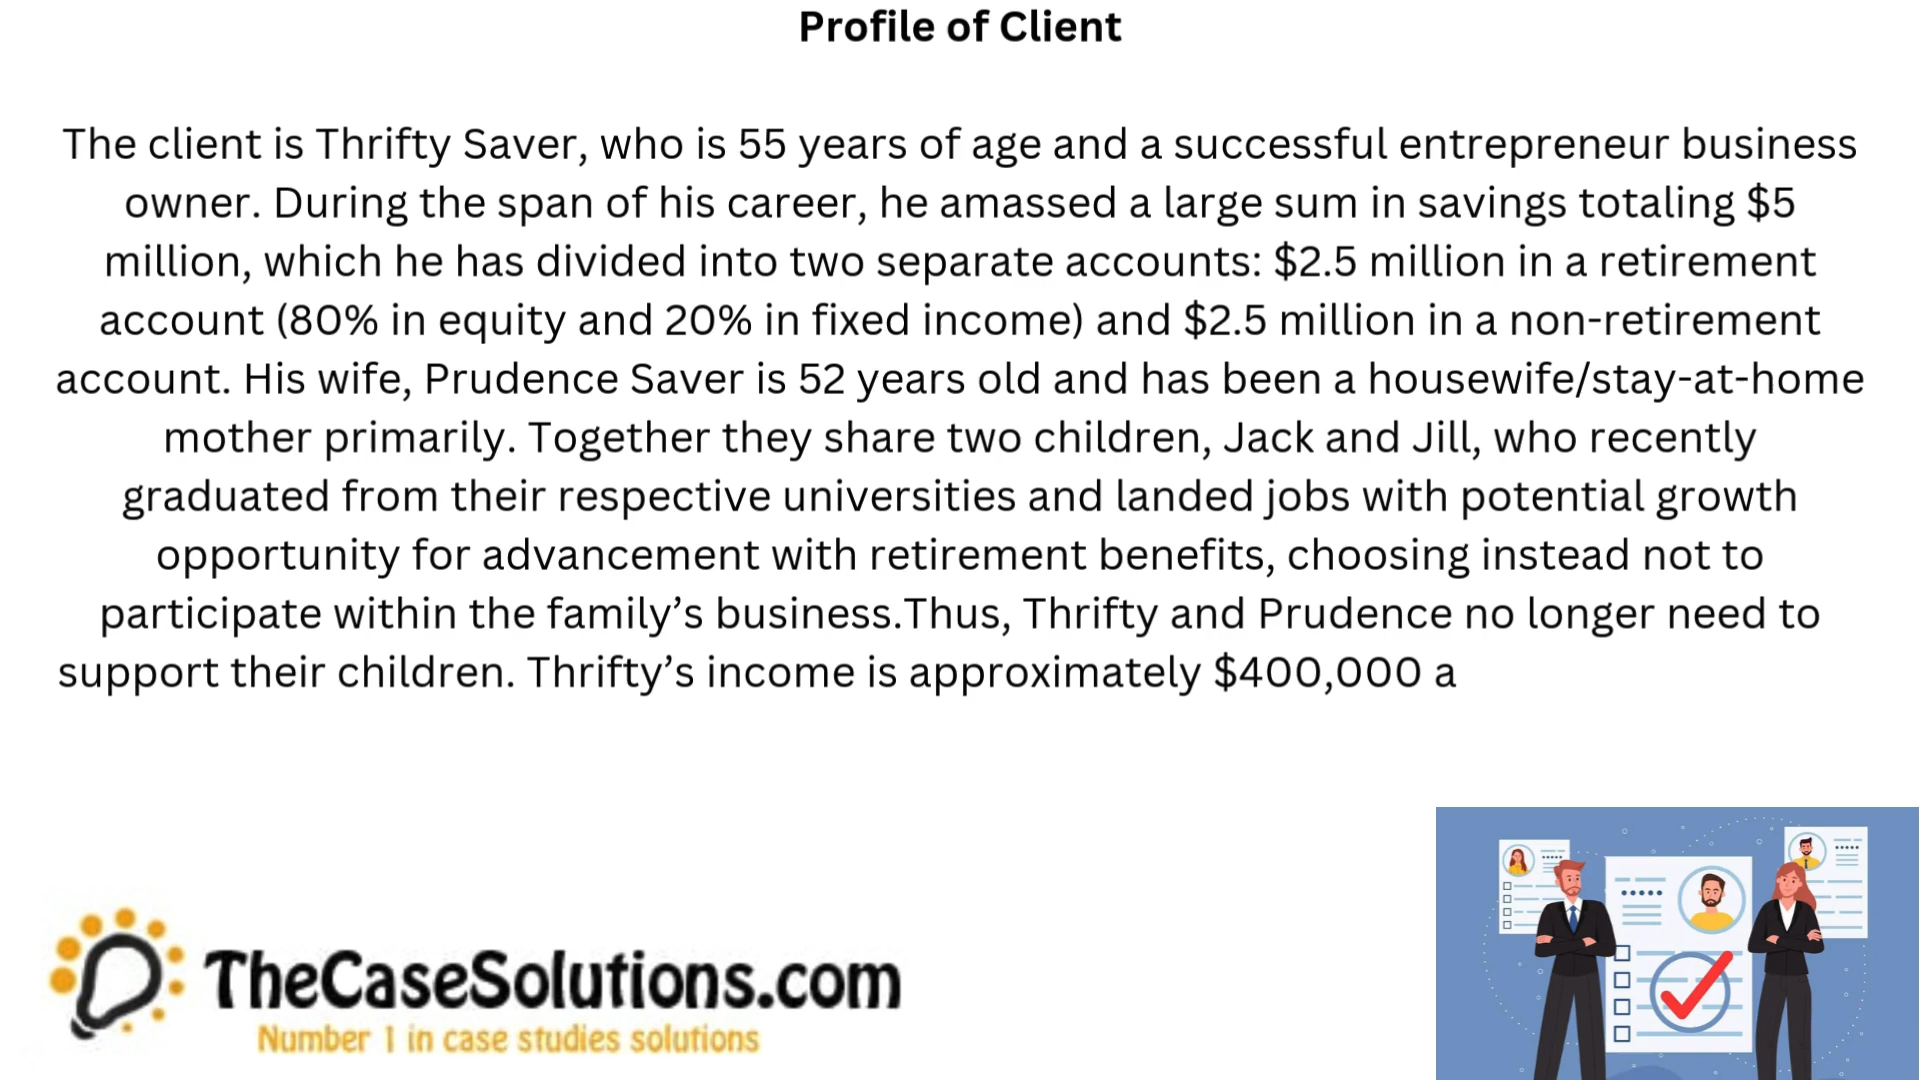 Profile of Client
The client is Thrifty Saver, who is 55 years of age and a successful entrepreneur business
owner. During the span of his career, he amassed a large sum in savings totaling $5
million, which he has divided into two separate accounts: $2.5 million in a retirement
account (80% in equity and 20% in fixed income) and $2.5 million in a non-retirement
account. His wife, Prudence Saver is 52 years old and has been a housewife/stay-at-home
mother primarily. Together they share two children, Jack and Jill, who recently
graduated from their respective universities and landed jobs with potential growth
opportunity for advancement with retirement benefits, choosing instead not to
participate within the family’s business.Thus, Thrifty and Prudence no longer need to
support their children. Thrifty’s income is approximately $400,000 a
TheCaseSolutions.com
Number 1 in case studies solutions